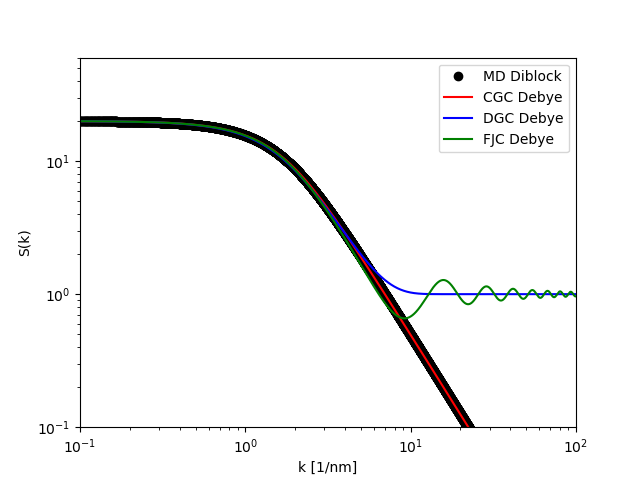 MD Diblock
CGC Debye
DGC Debye
FJC Debye
S(k)
10^1
10^0
10^-1
10^-1
10^0
10^1
10^2
k [1/nm]